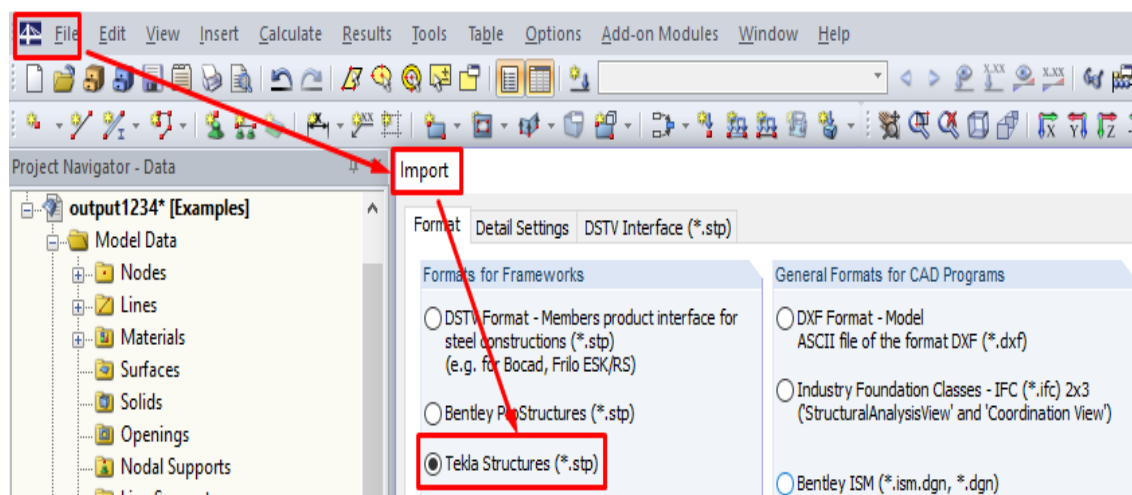 File Edit View Insert Calculate Results Tools Table Options Add-on Modules Window Help
X.XX X.XX
XX
X Y Z
Project Navigator - Data
Import
output1234* [Examples]
Model Data
Nodes
Lines
Materials
Surfaces
Solids
Openings
Nodal Supports
Format Detail Settings DSTV Interface (*.stp)
Formats for Frameworks
DSTV Format - Members product interface for
steel constructions (*.stp)
(e.g. for Bocad, Frilo ESK/RS)
Bentley ProStructures (*.stp)
Tekla Structures (*.stp)
General Formats for CAD Programs
DXF Format - Model
ASCII file of the format DXF (*.dxf)
Industry Foundation Classes - IFC (*.ifc) 2x3
('StructuralAnalysisView' and 'Coordination View')
Bentley ISM (*.ism.dgn, *.dgn)